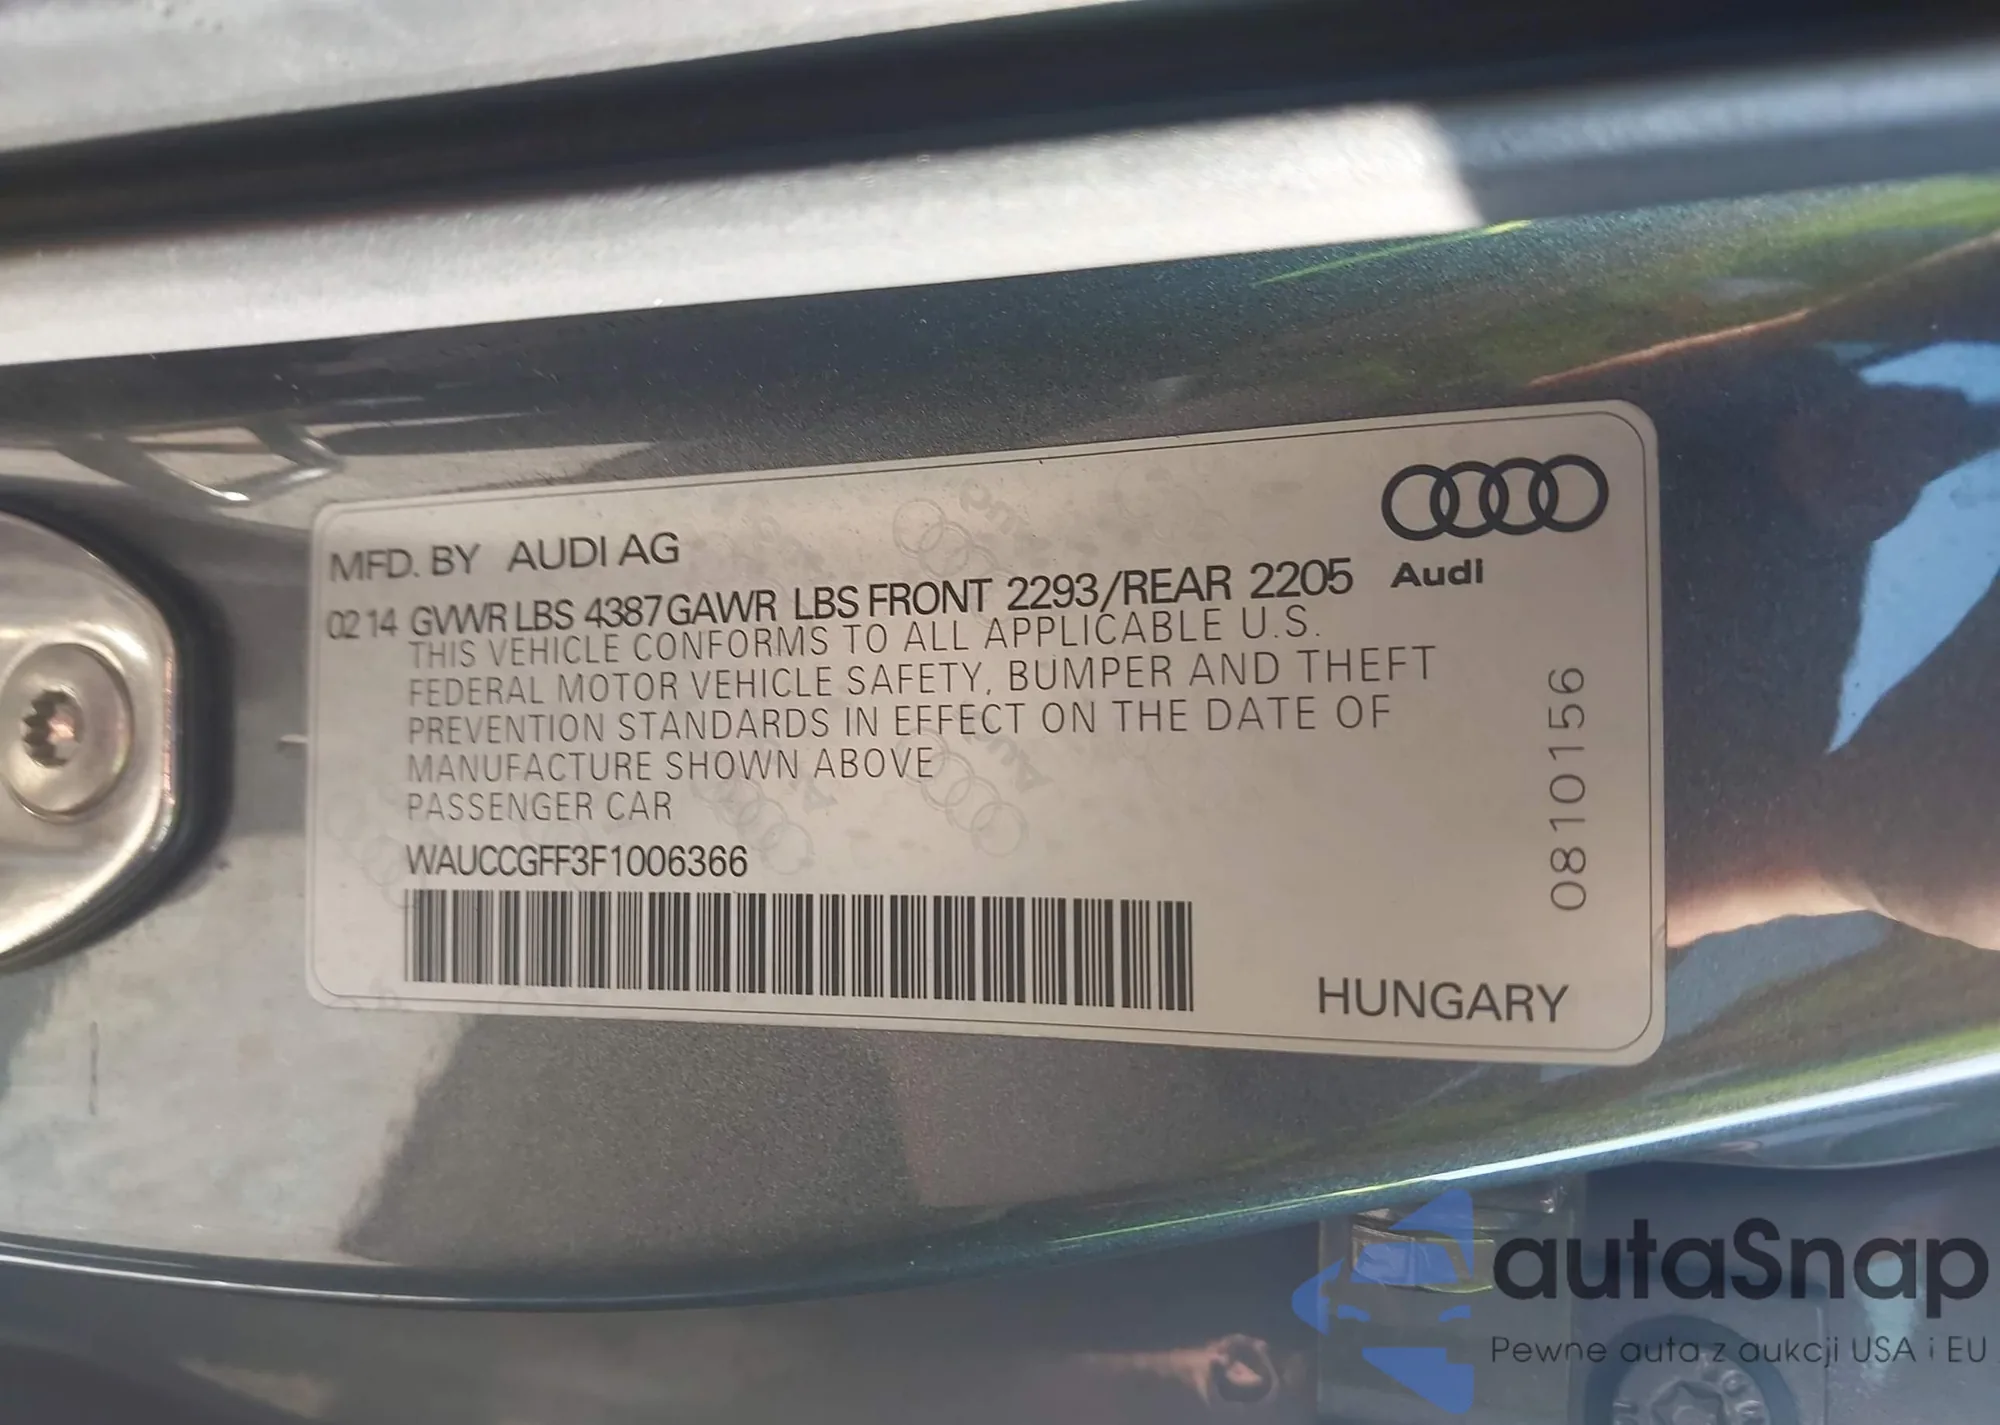 MFD. BY AUDI AG
02 14 GVWR LBS 4387 GAWR LBS FRONT 2293/REAR 2205
Audi
THIS VEHICLE CONFORMS TO ALL APPLICABLE U.S.
FEDERAL MOTOR VEHICLE SAFETY, BUMPER AND THEFT
PREVENTION STANDARDS IN EFFECT ON THE DATE OF
MANUFACTURE SHOWN ABOVE
PASSENGER CAR
WAUCCGFF3F1006366
0810156
HUNGARY
autaSnap
Pewne auta z aukcji USA i EU